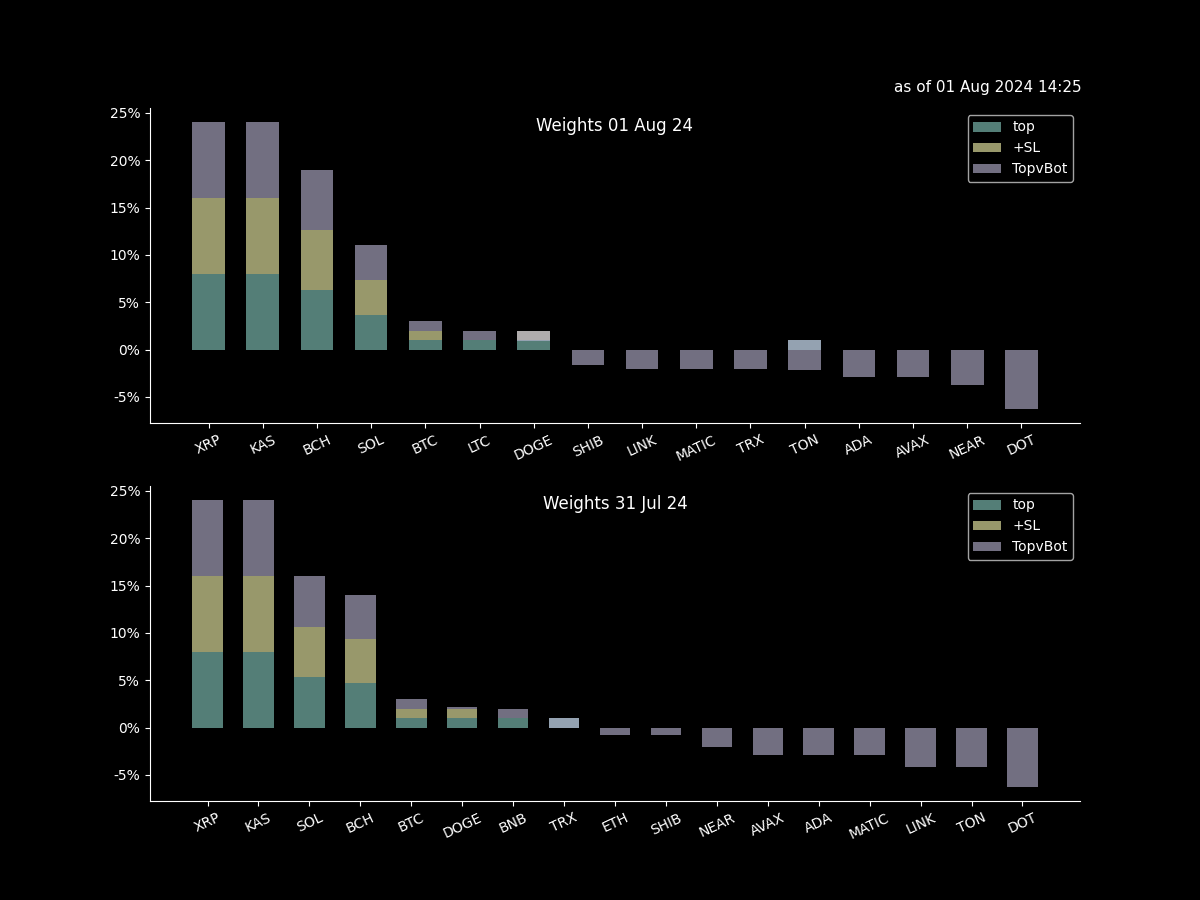 as of 01 Aug 2024 14:25
Weights 01 Aug 24
top
+SL
TopvBot
25%
20%
15%
10%
5%
0%
-5%
XRP KAS BCH SOL BTC LTC DOGE SHIB LINK MATIC TRX TON ADA AVAX NEAR DOT
Weights 31 Jul 24
top
+SL
TopvBot
25%
20%
15%
10%
5%
0%
-5%
XRP KAS SOL BCH BTC DOGE BNB TRX ETH SHIB NEAR AVAX ADA MATIC LINK TON DOT